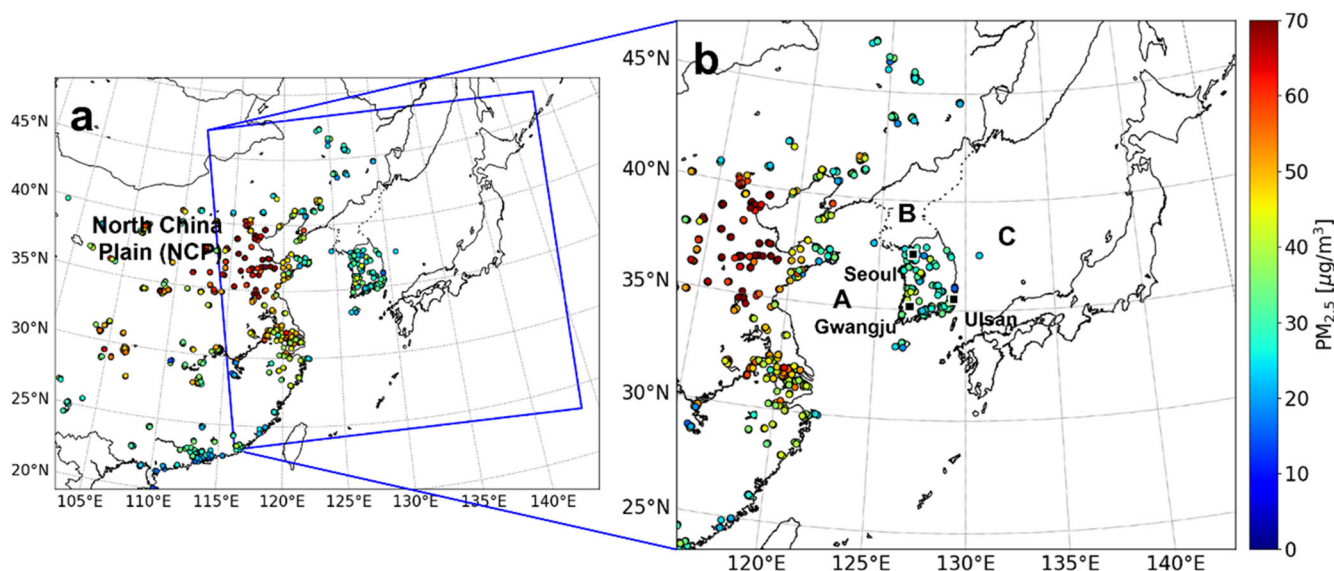 a
45°N
40°N
35°N
30°N
25°N
20°N
105°E 110°E 115°E 120°E 125°E 130°E 135°E 140°E
North China
Plain (NCP)
b
45°N
40°N
35°N
30°N
25°N
120°E 125°E 130°E 135°E 140°E
B
C
Seoul
A
Gwangju
Ulsan
70
60
50
40
30
20
10
0
PM2.5 [μg/m³]